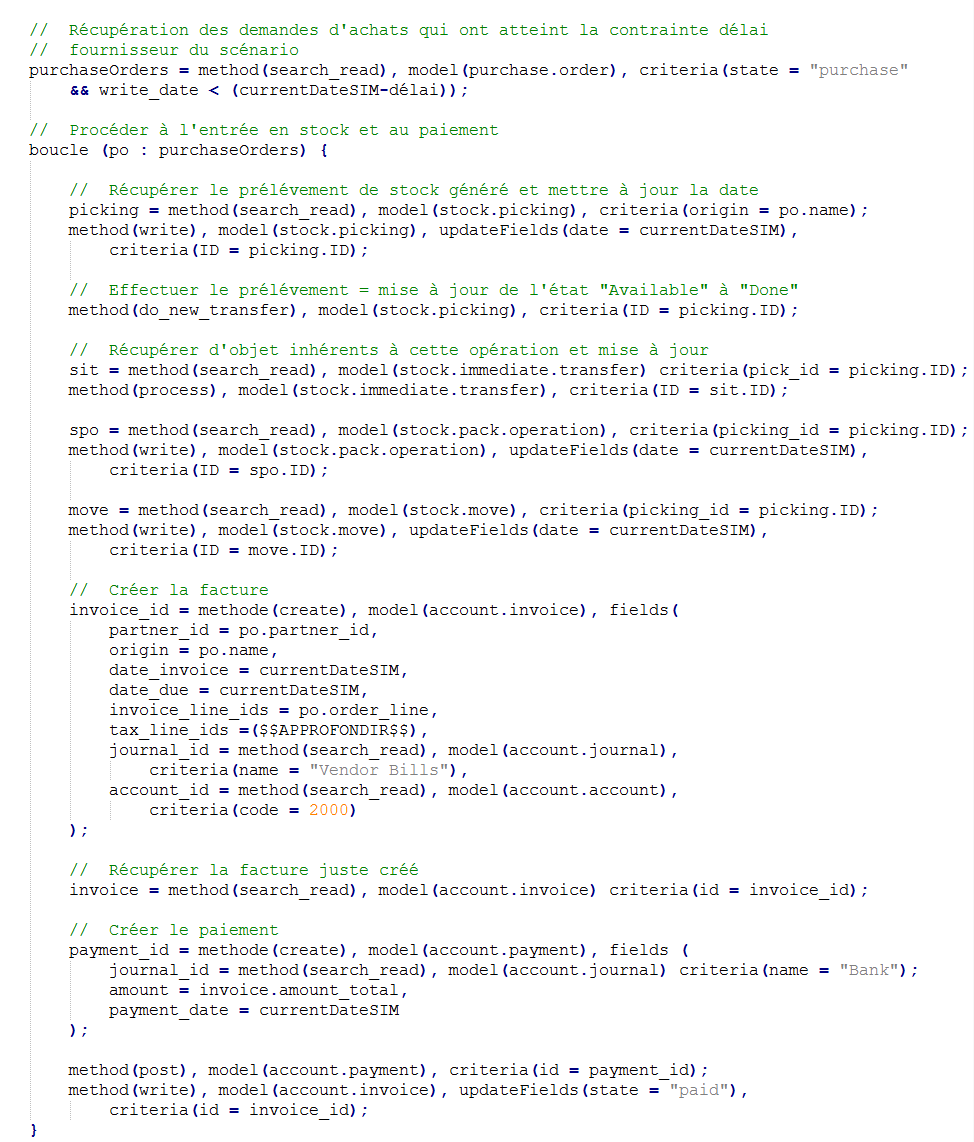 //  Récupération des demandes d'achats qui ont atteint la contrainte délai
//  fournisseur du scénario
purchaseOrders = method(search_read), model(purchase.order), criteria(state = "purchase"
&& write_date < (currentDateSIM-délai));
//  Procéder à l'entrée en stock et au paiement
boucle (po : purchaseOrders) {
//  Récupérer le prélévement de stock généré et mettre à jour la date
picking = method(search_read), model(stock.picking), criteria(origin = po.name);
method(write), model(stock.picking), updateFields(date = currentDateSIM),
criteria(ID = picking.ID);
//  Effectuer le prélévement = mise à jour de l'état "Available" à "Done"
method(do_new_transfer), model(stock.picking), criteria(ID = picking.ID);
//  Récupérer d'objet inhérents à cette opération et mise à jour
sit = method(search_read), model(stock.immediate.transfer) criteria(pick_id = picking.ID);
method(process), model(stock.immediate.transfer), criteria(ID = sit.ID);
spo = method(search_read), model(stock.pack.operation), criteria(picking_id = picking.ID);
method(write), model(stock.pack.operation), updateFields(date = currentDateSIM),
criteria(ID = spo.ID);
move = method(search_read), model(stock.move), criteria(picking_id = picking.ID);
method(write), model(stock.move), updateFields(date = currentDateSIM),
criteria(ID = move.ID);
//  Créer la facture
invoice_id = methode(create), model(account.invoice), fields(
partner_id = po.partner_id,
origin = po.name,
date_invoice = currentDateSIM,
date_due = currentDateSIM,
invoice_line_ids = po.order_line,
tax_line_ids =($$APPROFONDIR$$),
journal_id = method(search_read), model(account.journal),
criteria(name = "Vendor Bills"),
account_id = method(search_read), model(account.account),
criteria(code = 2000)
);
//  Récupérer la facture juste créé
invoice = method(search_read), model(account.invoice) criteria(id = invoice_id);
//  Créer le paiement
payment_id = methode(create), model(account.payment), fields (
journal_id = method(search_read), model(account.journal) criteria(name = "Bank");
amount = invoice.amount_total,
payment_date = currentDateSIM
);
method(post), model(account.payment), criteria(id = payment_id);
method(write), model(account.invoice), updateFields(state = "paid"),
criteria(id = invoice_id);
}